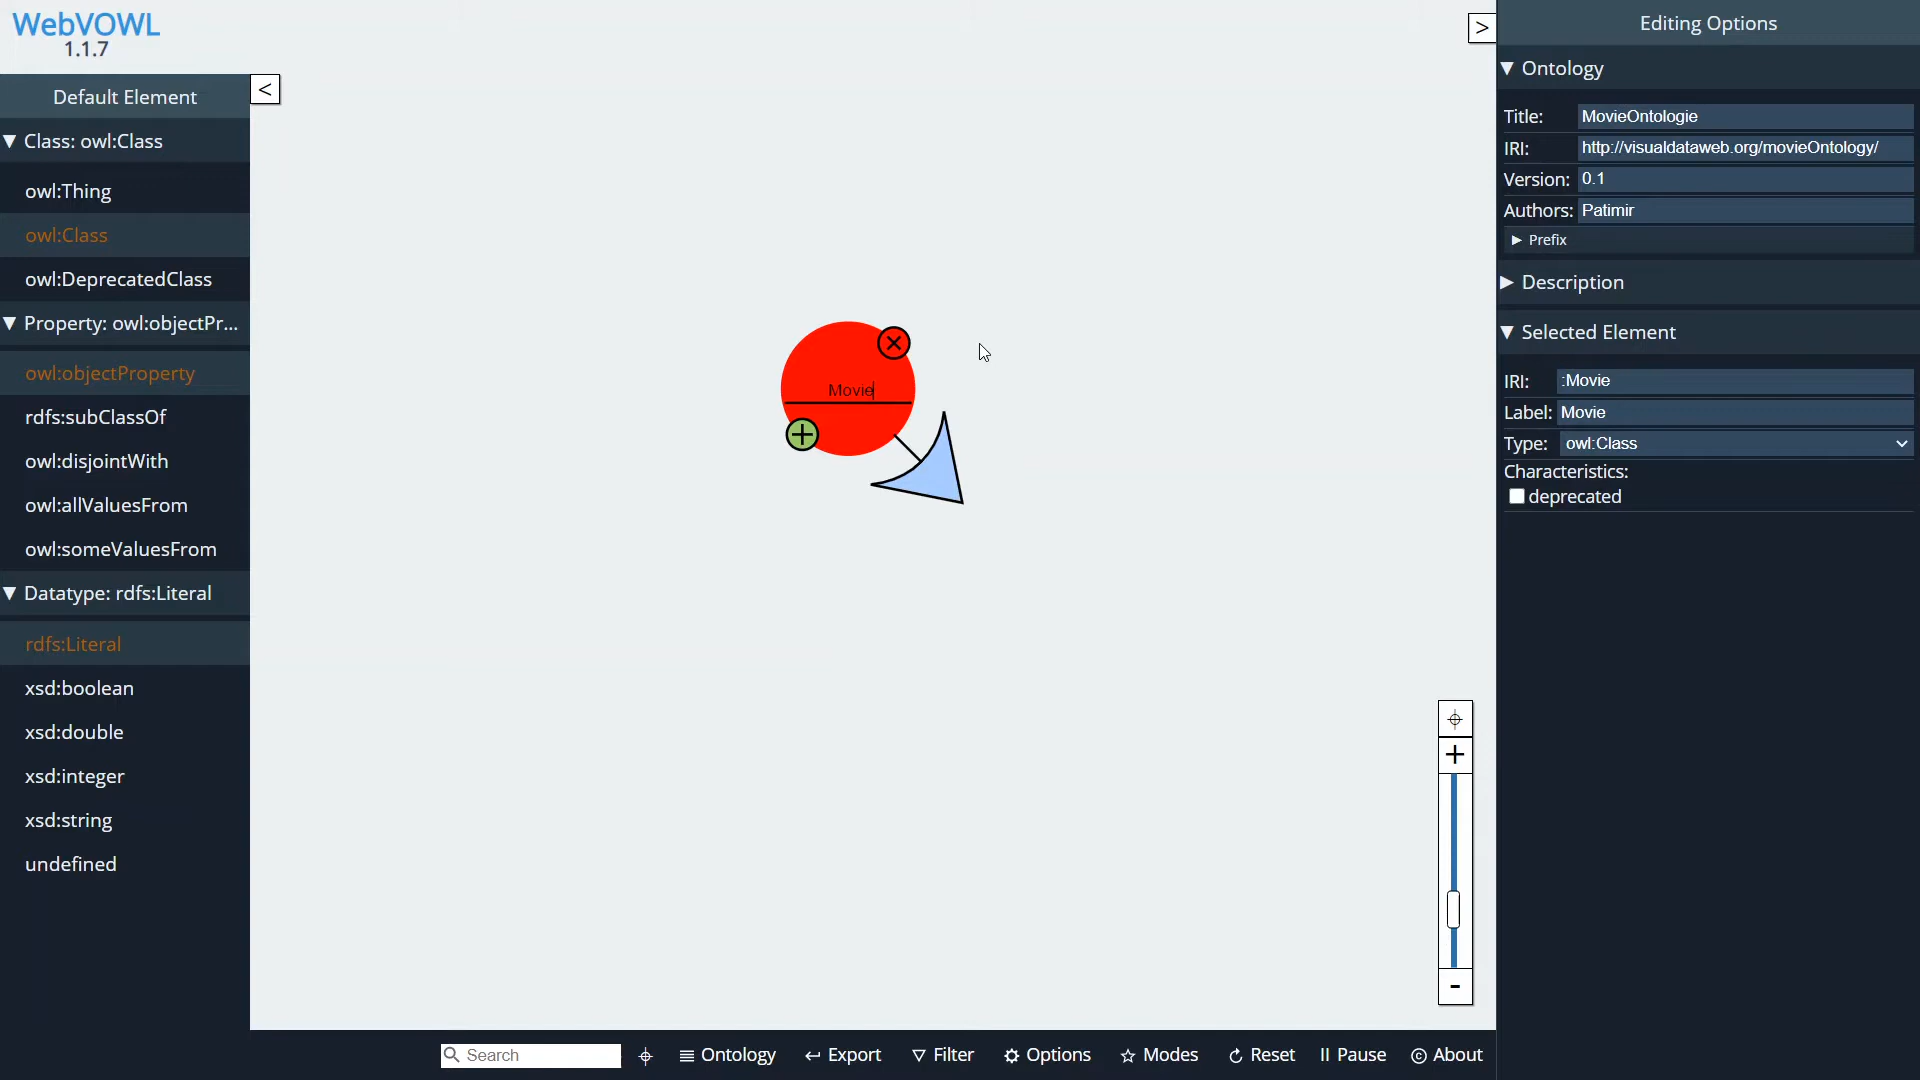 WebVOWL
1.1.7
Default Element
▼ Class: owl:Class
owl:Thing
owl:Class
owl:DeprecatedClass
▼ Property: owl:objectPr...
owl:objectProperty
rdfs:subClassOf
owl:disjointWith
owl:allValuesFrom
owl:someValuesFrom
▼ Datatype: rdfs:Literal
rdfs:Literal
xsd:boolean
xsd:double
xsd:integer
xsd:string
undefined
<
Movie
>
+
-
Search
Ontology
Export
Filter
Options
Modes
Reset
Pause
About
Editing Options
▼ Ontology
Title: MovieOntologie
IRI: http://visualdataweb.org/movieOntology/
Version: 0.1
Authors: Patimir
▶ Prefix
▶ Description
▼ Selected Element
IRI: :Movie
Label: Movie
Type: owl:Class
Characteristics:
deprecated